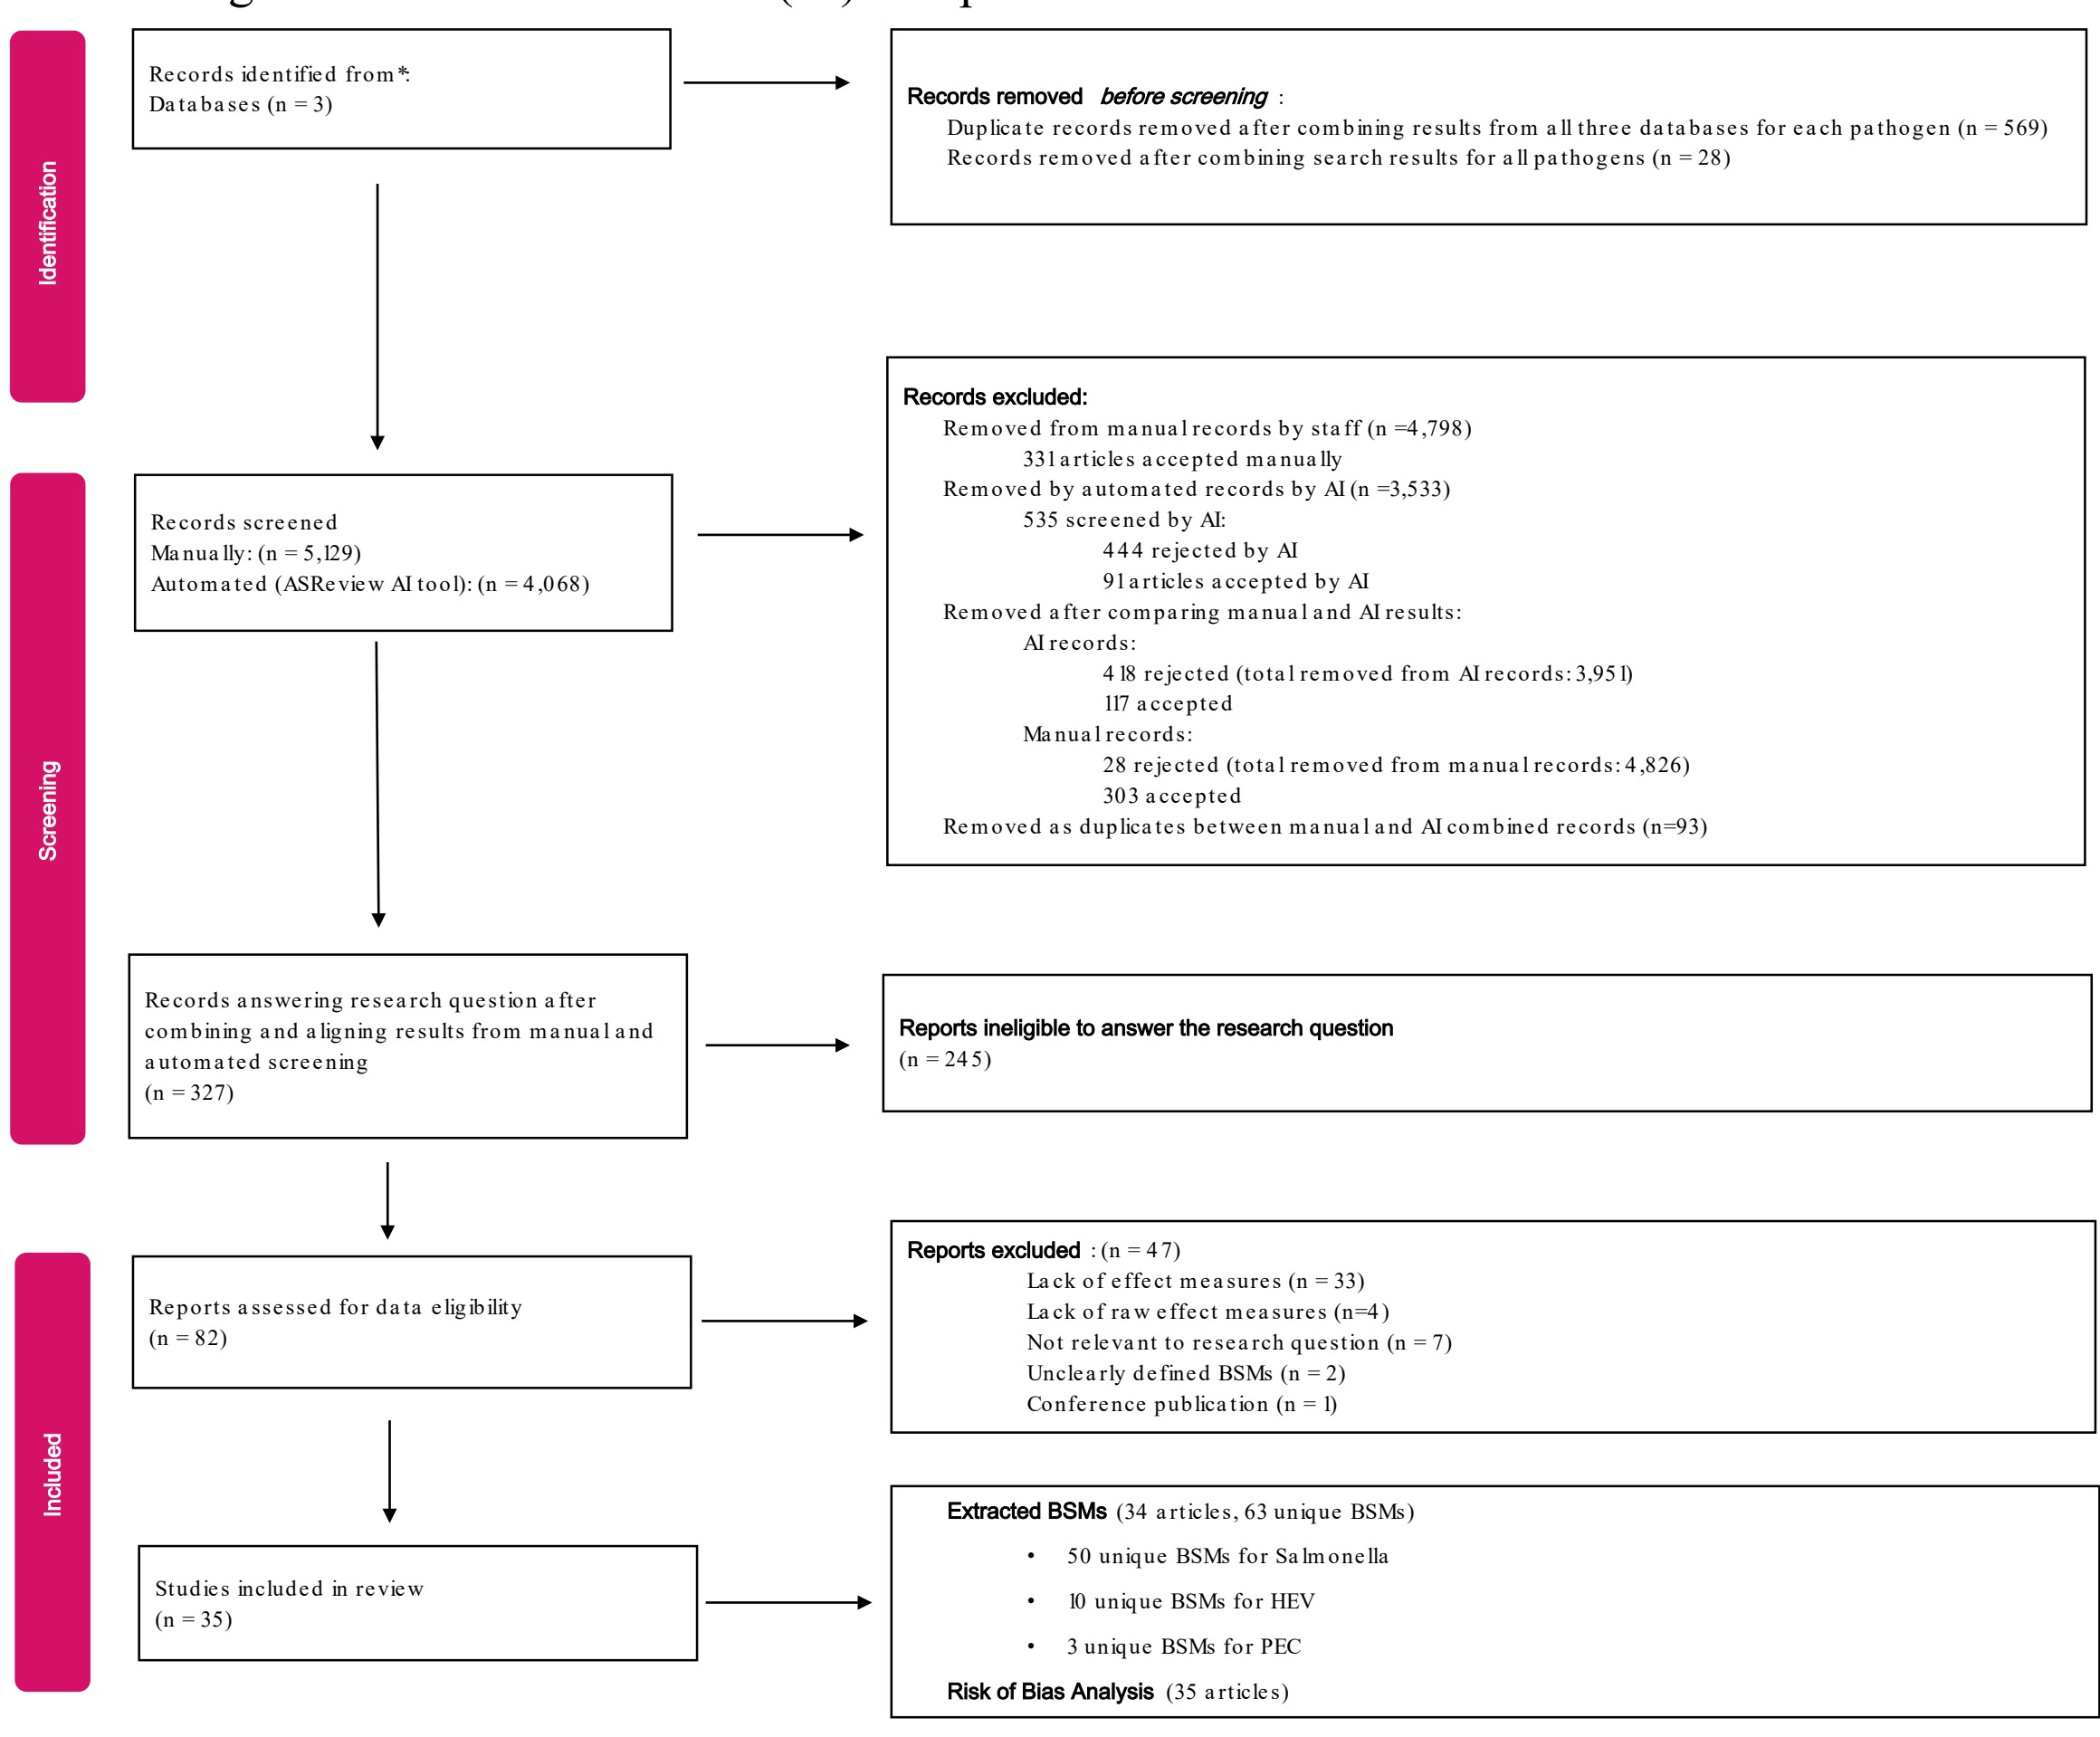 Identification
Records identified from*:
Databases (n = 3)
Records removed before screening :
Duplicate records removed after combining results from all three databases for each pathogen (n = 569)
Records removed after combining search results for all pathogens (n = 28)
Screening
Records screened
Manually: (n = 5,129)
Automated (ASReview AI tool): (n = 4,068)
Records excluded:
Removed from manual records by staff (n =4,798)
331 articles accepted manually
Removed by automated records by AI (n =3,533)
535 screened by AI:
444 rejected by AI
91 articles accepted by AI
Removed after comparing manual and AI results:
AI records:
418 rejected (total removed from AI records: 3,951)
117 accepted
Manual records:
28 rejected (total removed from manual records: 4,826)
303 accepted
Removed as duplicates between manual and AI combined records (n=93)
Records answering research question after
combining and aligning results from manual and
automated screening
(n = 327)
Reports ineligible to answer the research question
(n = 245)
Included
Reports assessed for data eligibility
(n = 82)
Reports excluded : (n = 47)
Lack of effect measures (n = 33)
Lack of raw effect measures (n=4)
Not relevant to research question (n = 7)
Unclearly defined BSMs (n = 2)
Conference publication (n = 1)
Studies included in review
(n = 35)
Extracted BSMs (34 articles, 63 unique BSMs)
• 50 unique BSMs for Salmonella
• 10 unique BSMs for HEV
• 3 unique BSMs for PEC
Risk of Bias Analysis (35 articles)